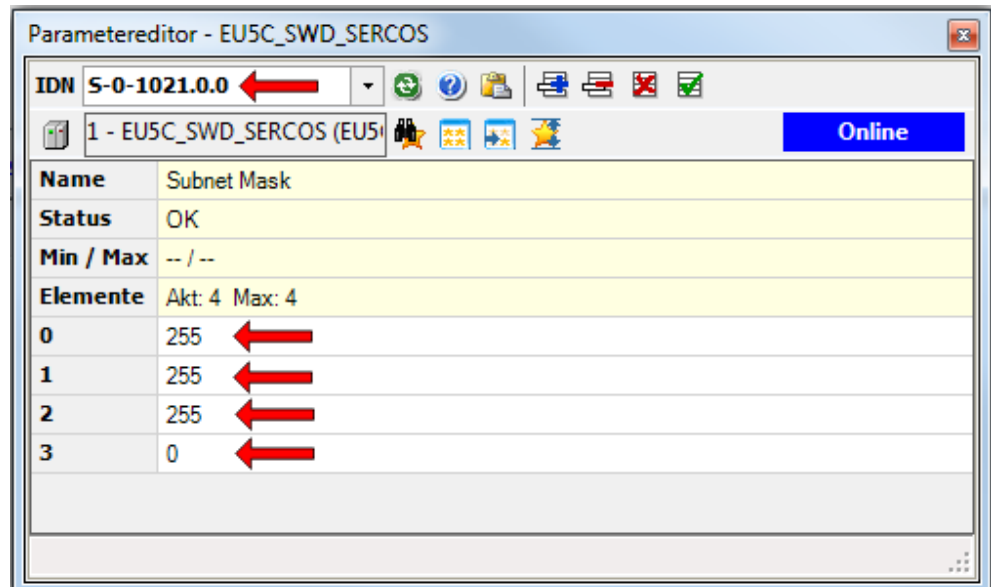 Parametereditor - EU5C_SWD_SERCOS
IDN S-0-1021.0.0
1 - EU5C_SWD_SERCOS (EU5
Online
Name Subnet Mask
Status OK
Min / Max -- / --
Elemente Akt: 4 Max: 4
0 255
1 255
2 255
3 0